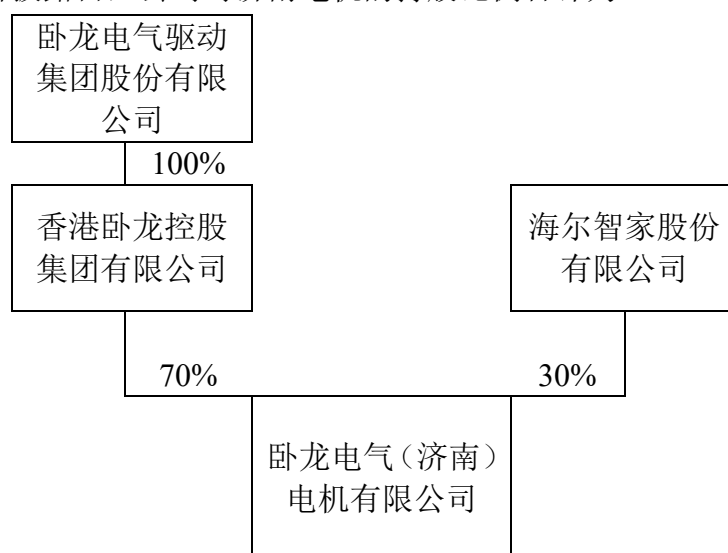 卧龙电气驱动
集团股份有限
公司
100%
香港卧龙控股
集团有限公司
海尔智家股份
有限公司
70%
30%
卧龙电气（济南）
电机有限公司